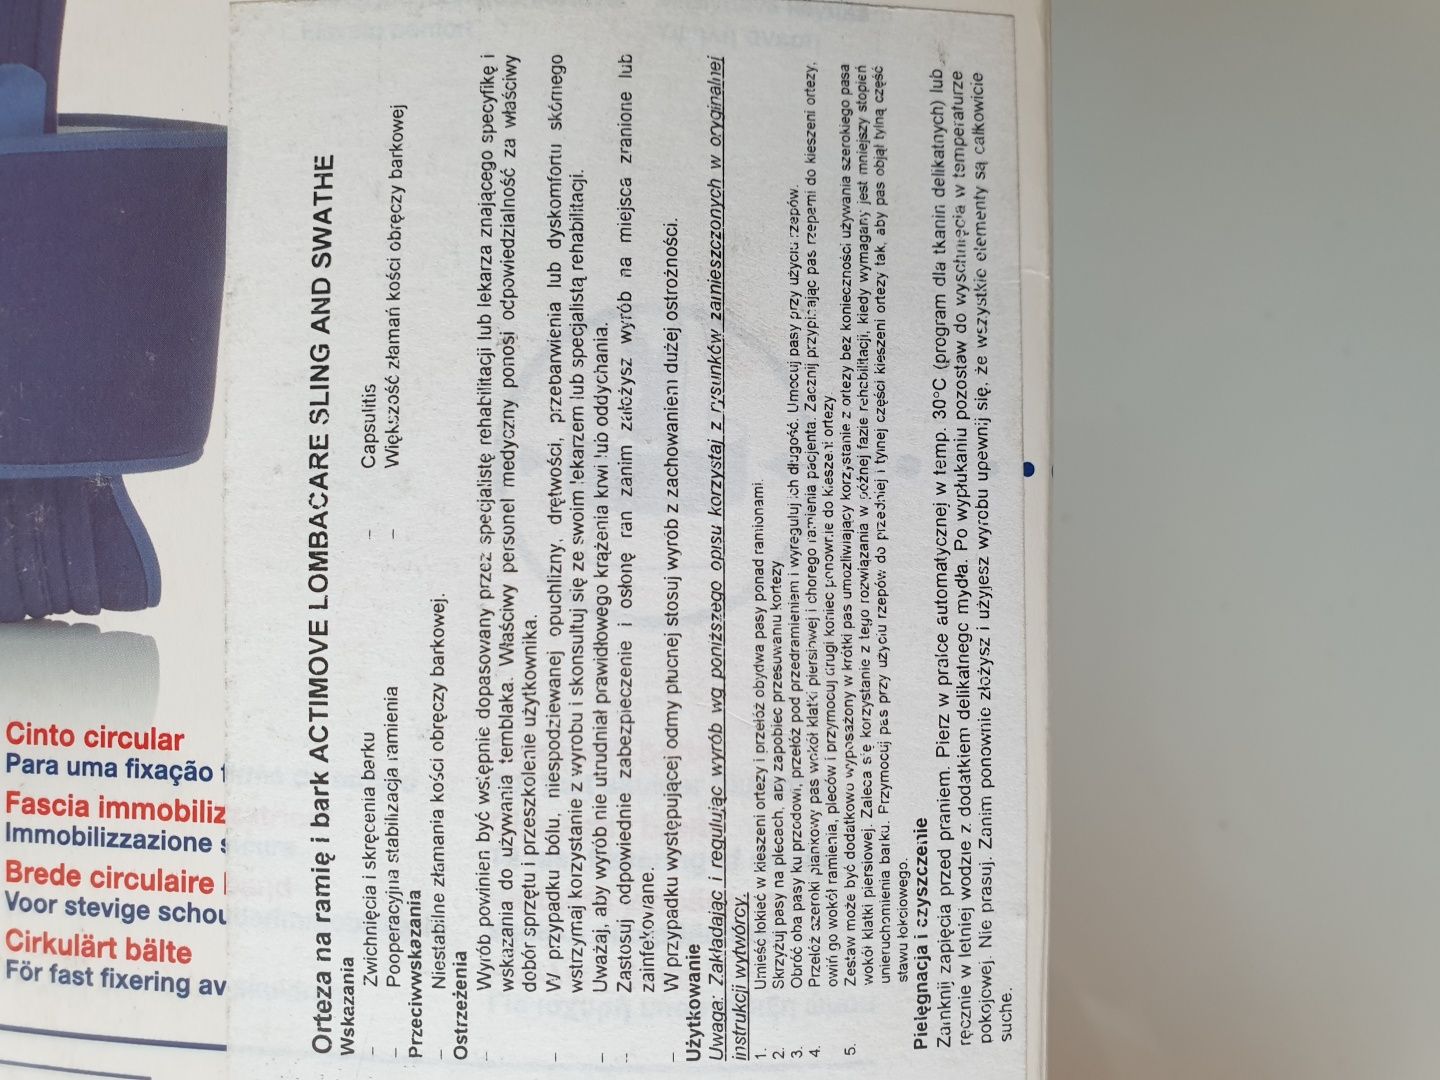 Orteza na ramię i bark ACTIMOVE LOMBACARE SLING AND SWATHE
Wskazania
– Zwichnięcia i skręcenia barku – Capsulitis
– Pooperacyjna stabilizacja ramienia – Większość złamań kości obręczy barkowej
Przeciwwskazania
– Niestabilne złamania kości obręczy barkowej.
Ostrzeżenia
– Wyrób powinien być wstępnie dopasowany przez specjalistę rehabilitacji lub lekarza znającego specyfikę i
wskazania do używania temblaka. Właściwy personel medyczny ponosi odpowiedzialność za właściwy
dobór sprzętu i przeszkolenie użytkownika.
– W przypadku bólu, niespodziewanej opuchlizny, drętwości, przebarwienia lub dyskomfortu skórnego
wstrzymaj korzystanie z wyrobu i skonsultuj się ze swoim lekarzem lub specjalistą rehabilitacji.
– Uważaj, aby wyrób nie utrudniał prawidłowego krążenia krwi lub oddychania.
– Zastosuj odpowiednie zabezpieczenie i osłonę ran zanim założysz wyrób na miejsca zranione lub
zainfekowane.
– W przypadku występującej odmy płucnej stosuj wyrób z zachowaniem dużej ostrożności.
Użytkowanie
Uwaga: Zakładając i regulując wyrób wg poniższego opisu korzystaj z rysunków zamieszczonych w oryginalnej
instrukcji wytwórcy.
1. Umieść łokieć w kieszeni ortezy i przełóż obydwa pasy ponad ramionami.
2. Skrzyżuj pasy na plecach, aby zapobiec przesuwaniu kortezy
3. Obróć oba pasy ku przodowi, przełóż pod przedramieniem i wyreguluj ich długość. Umocuj pasy przy użyciu rzepów.
4. Przełóż szeroki piankowy pas wokół klatki piersiowej i chorego ramienia pacjenta. Zacznij przypinając pas rzepami do kieszeni ortezy,
owiń go wokół ramienia, pleców i przymocuj drugi koniec ponownie do kieszeni ortezy
5. Zestaw może być dodatkowo wyposażony w krótki pas umożliwiający korzystanie z ortezy bez konieczności używania szerokiego pasa
wokół klatki piersiowej. Zaleca się korzystanie z tego rozwiązania w późnej fazie rehabilitacji, kiedy wymagany jest mniejszy stopień
unieruchomienia barku. Przymocuj pas przy użyciu rzepów do przedniej i tylnej części kieszeni ortezy tak, aby pas objął tylną część
stawu łokciowego.
Pielęgnacja i czyszczenie
Zamknij zapięcia przed praniem. Pierz w pralce automatycznej w temp. 30°C (program dla tkanin delikatnych) lub
ręcznie w letniej wodzie z dodatkiem delikatnego mydła. Po wypłukaniu pozostaw do wyschnięcia w temperaturze
pokojowej. Nie prasuj. Zanim ponownie złożysz i użyjesz wyrobu upewnij się, że wszystkie elementy są całkowicie
suche.
Cinto circular
Para uma fixação
Fascia immobiliz
Immobilizzazione
Brede circulaire
Voor stevige schou
Cirkulärt bälte
För fast fixering av